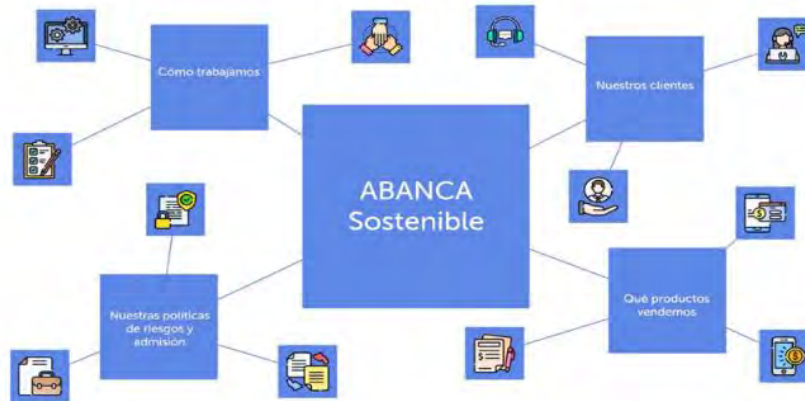 Cómo trabajamos
Nuestros clientes
ABANCA
Sostenible
Nuestras políticas
de riesgos y
admisión
Qué productos
vendemos